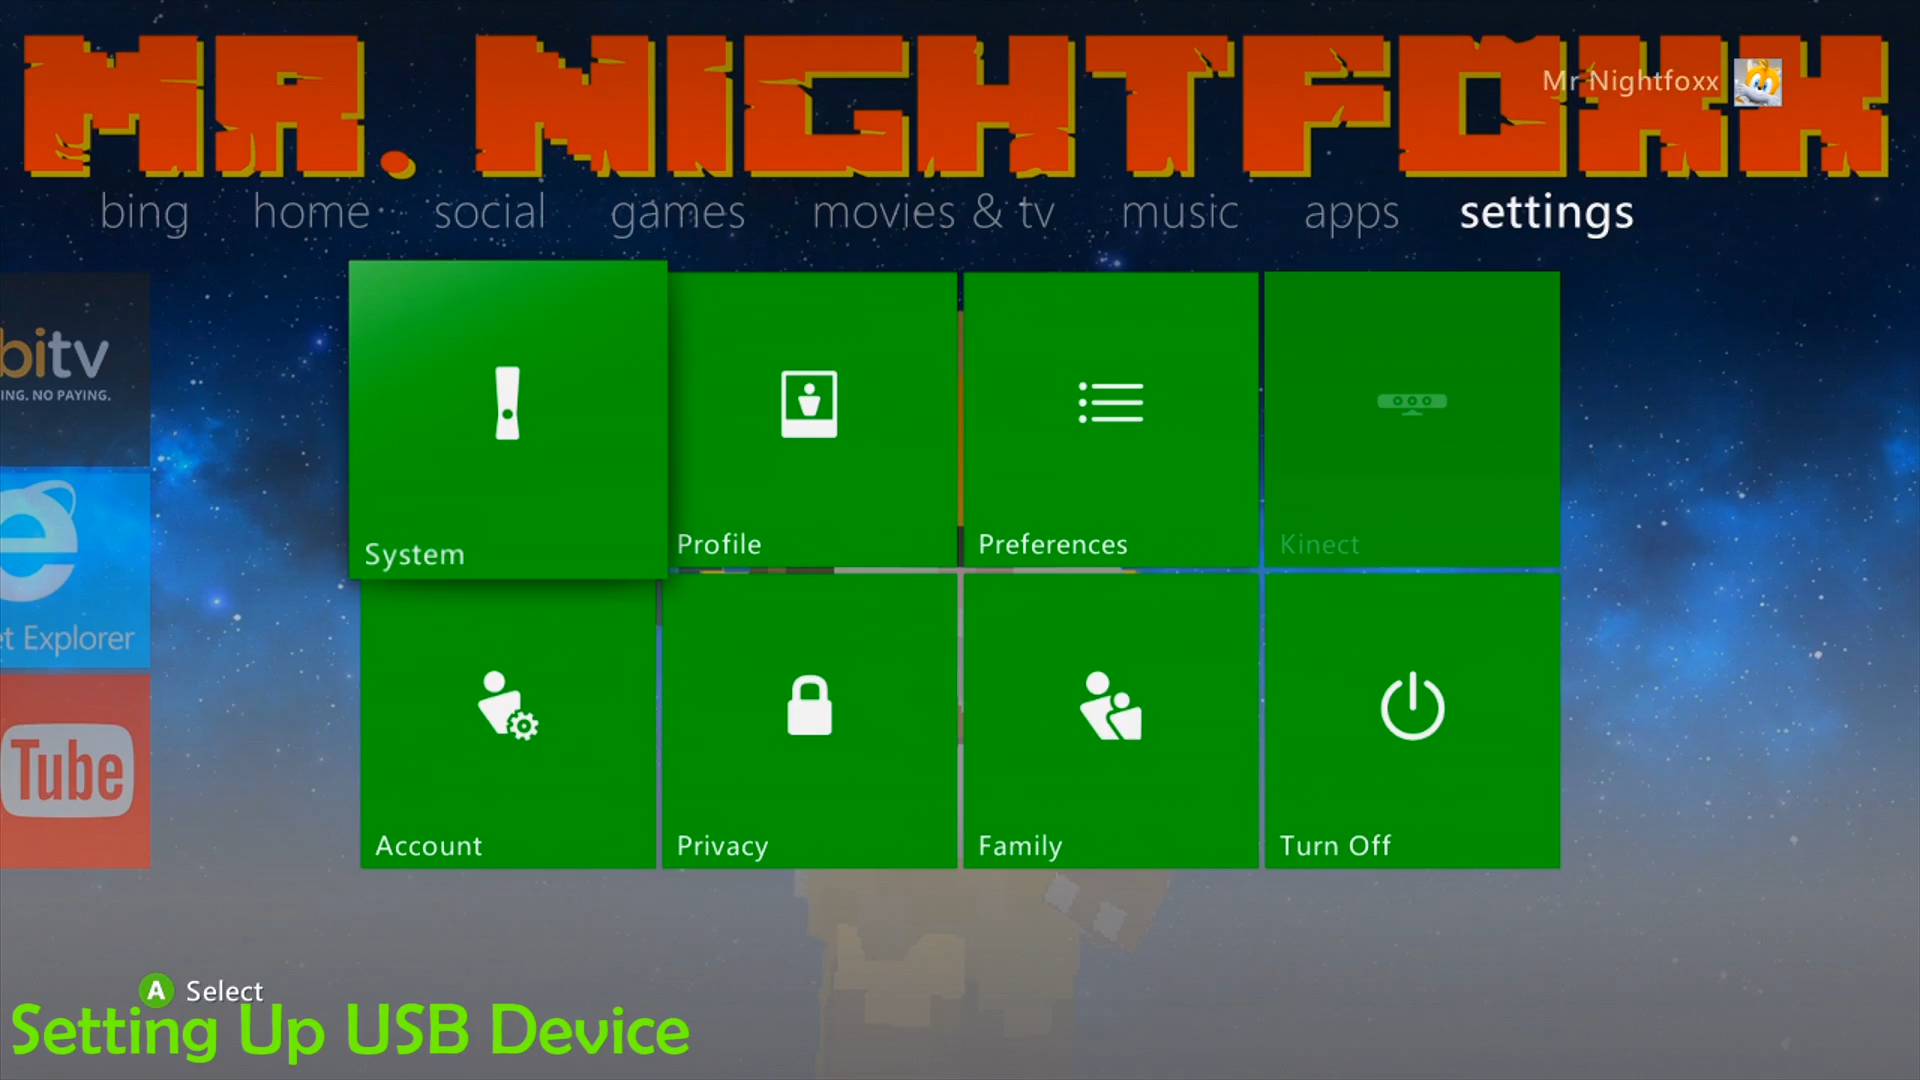 MR. NIGHTFOXX
Mr Nightfoxx
bing home social games movies & tv music apps settings
bitv
ING. NO PAYING.
et Explorer
Tube
System
Profile
Preferences
Kinect
Account
Privacy
Family
Turn Off
A Select
Setting Up USB Device